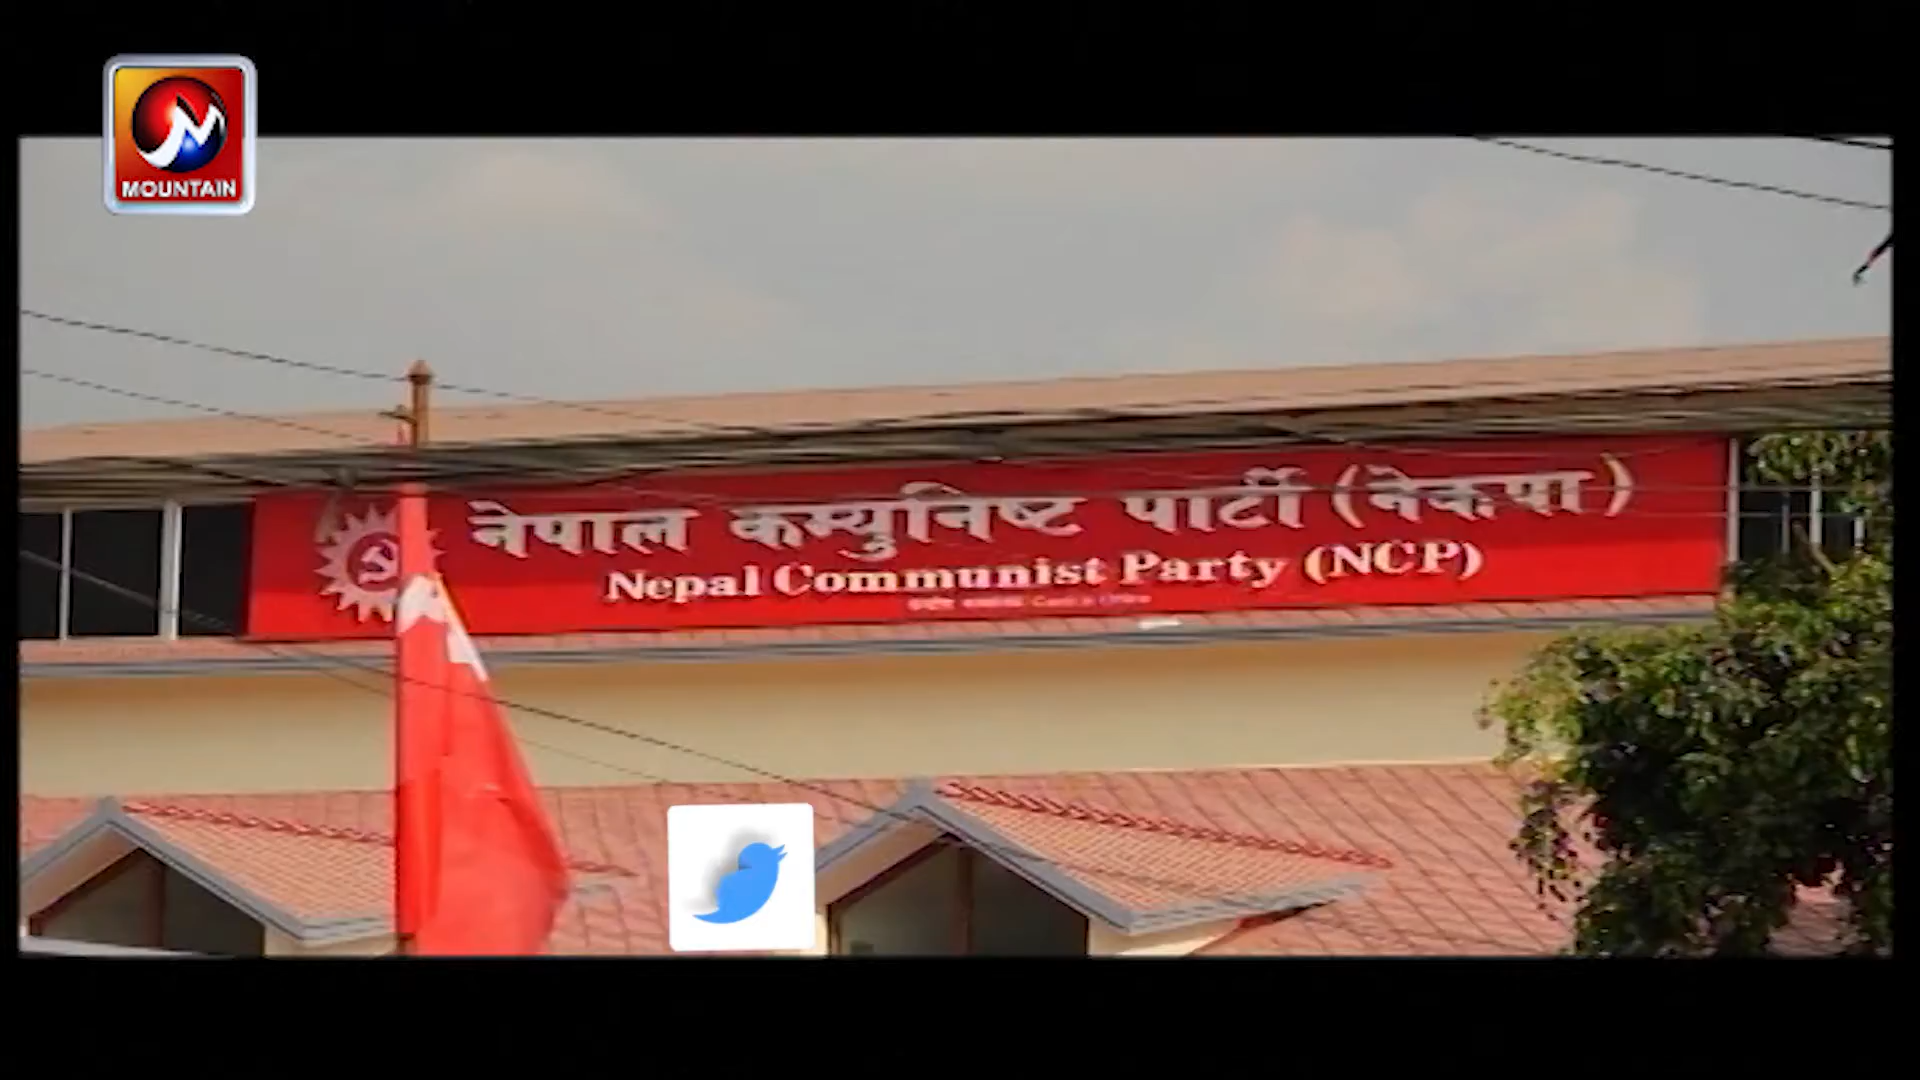 MOUNTAIN
नेपाल कम्युनिष्ट पार्टी (नेकपा)
Nepal Communist Party (NCP)